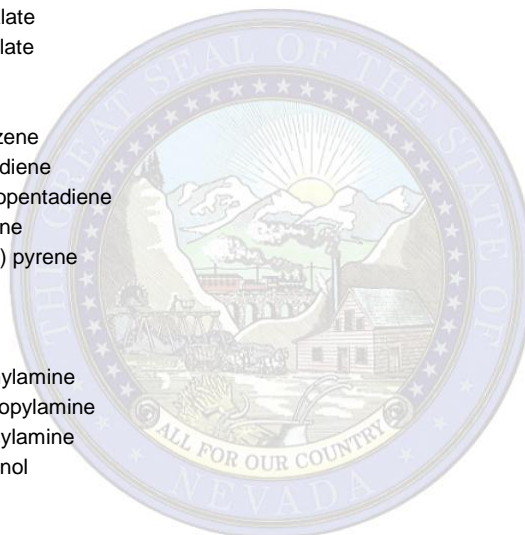 late
late
zene
diene
opentadiene
ne
) pyrene
ylamine
opylamine
ylamine
nol
THE GREAT SEAL OF THE STATE OF
ALL FOR OUR COUNTRY
NEVADA